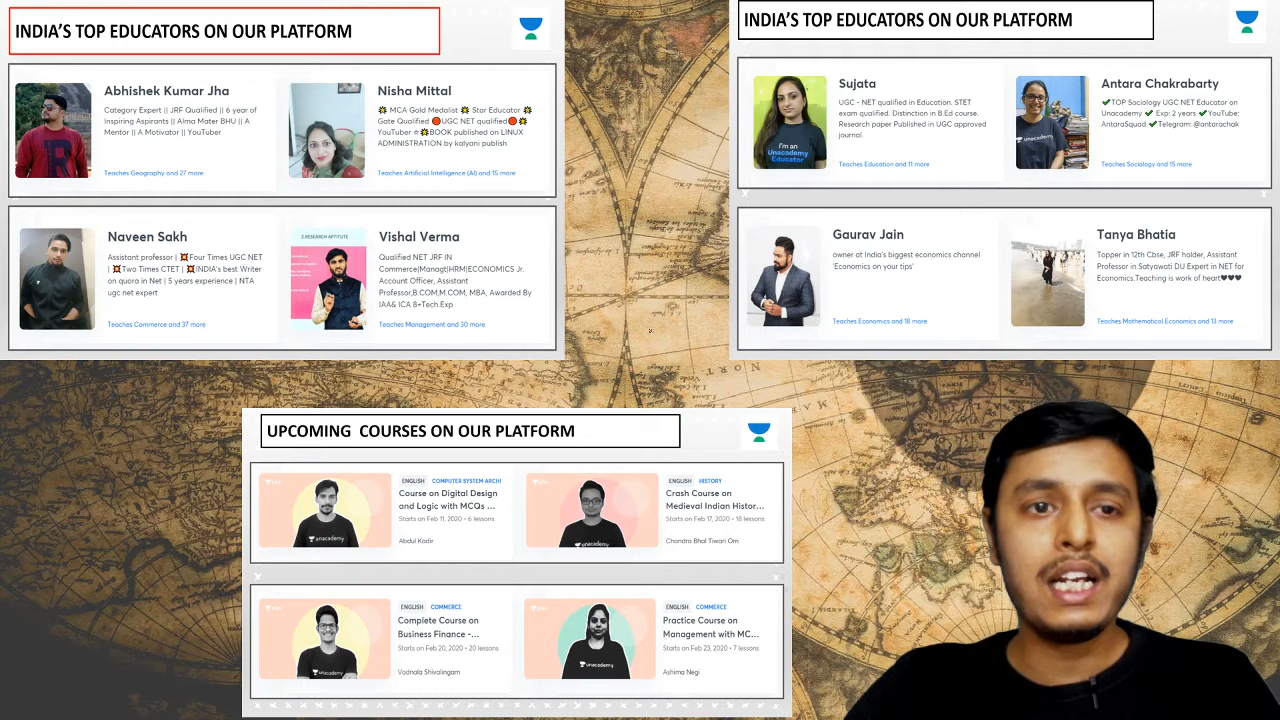 INDIA'S TOP EDUCATORS ON OUR PLATFORM
Abhishek Kumar Jha
Category Expert || JRF Qualified || 6 year of
Inspiring Aspirants || Alma Mater BHU || A
Mentor || A Motivator || YouTuber
Teaches Geography and 27 more
Nisha Mittal
💥 MCA Gold Medalist 💥 Star Educator 💥
Gate Qualified 🔴UGC NET qualified🔴💥
YouTuber ☆💥BOOK published on LINUX
ADMINISTRATION by kalyani publish
Teaches Artificial Intelligence (AI) and 15 more
Naveen Sakh
Assistant professor | 💥Four Times UGC NET
| 💥Two Times CTET | 💥INDIA's best Writer
on quora in Net | 5 years experience | NTA
ugc net expert
Teaches Commerce and 37 more
Z.RESEARCH APTITUDE
Vishal Verma
Qualified NET JRF IN
Commerce|Managt|HRM|ECONOMICS Jr.
Account Officer, Assistant
Professor,B.COM,M.COM, MBA, Awarded By
IAA& ICA 8+Tech.Exp
Teaches Management and 30 more
INDIA'S TOP EDUCATORS ON OUR PLATFORM
I'm an
Unacademy
Educator
Sujata
UGC - NET qualified in Education. STET
exam qualified. Distinction in B.Ed course.
Research paper Published in UGC approved
journal.
Teaches Education and 11 more
unacademy
Antara Chakrabarty
✔TOP Sociology UGC NET Educator on
Unacademy ✔ Exp: 2 years ✔YouTube:
AntaraSquad ✔Telegram: @antarachak
Teaches Sociology and 15 more
Gaurav Jain
owner at India's biggest economics channel
'Economics on your tips'
Teaches Economics and 18 more
Tanya Bhatia
Topper in 12th Cbse, JRF holder, Assistant
Professor in Satyawati DU Expert in NET for
Economics.Teaching is work of heart♥♥♥
Teaches Mathematical Economics and 13 more
UPCOMING COURSES ON OUR PLATFORM
unacademy
ENGLISH COMPUTER SYSTEM ARCHI
Course on Digital Design
and Logic with MCQs ...
Starts on Feb 11, 2020 • 6 lessons
Abdul Kadir
ENGLISH HISTORY
Crash Course on
Medieval Indian Histor...
Starts on Feb 17, 2020 • 18 lessons
Chandra Bhal Tiwari Om
unacademy
ENGLISH COMMERCE
Complete Course on
Business Finance -...
Starts on Feb 20, 2020 • 20 lessons
Vodnala Shivalingam
unacademy
ENGLISH COMMERCE
Practice Course on
Management with MC...
Starts on Feb 23, 2020 • 7 lessons
Ashima Negi